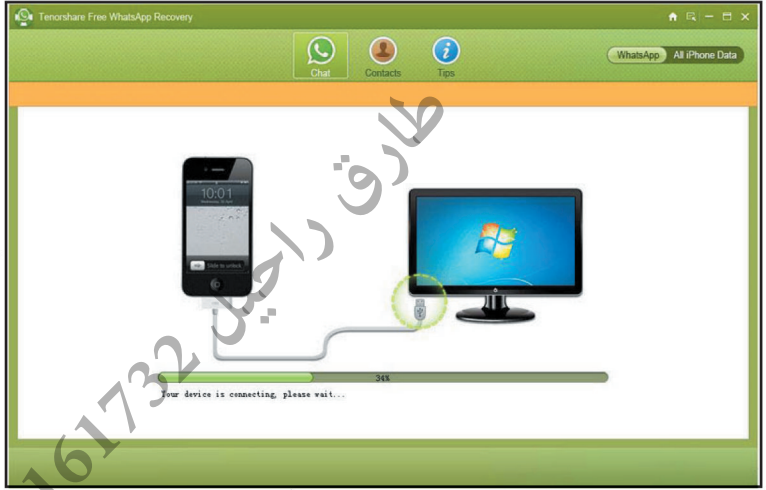 Tenorshare Free WhatsApp Recovery
Chat
Contacts
Tips
WhatsApp
All iPhone Data
10:01
Slide to unlock
34%
Your device is connecting, please wait...
طارق راحيل
161732